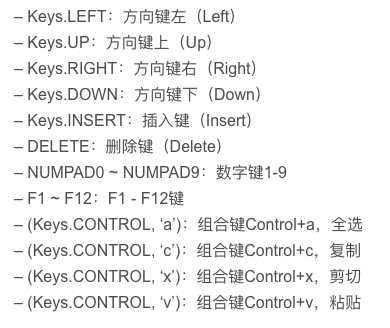 – Keys.LEFT：方向键左（Left）
– Keys.UP：方向键上（Up）
– Keys.RIGHT：方向键右（Right）
– Keys.DOWN：方向键下（Down）
– Keys.INSERT：插入键（Insert）
– DELETE：删除键（Delete）
– NUMPAD0 ~ NUMPAD9：数字键1-9
– F1 ~ F12：F1 - F12键
– (Keys.CONTROL, ‘a’)：组合键Control+a，全选
– (Keys.CONTROL, ‘c’)：组合键Control+c，复制
– (Keys.CONTROL, ‘x’)：组合键Control+x，剪切
– (Keys.CONTROL, ‘v’)：组合键Control+v，粘贴